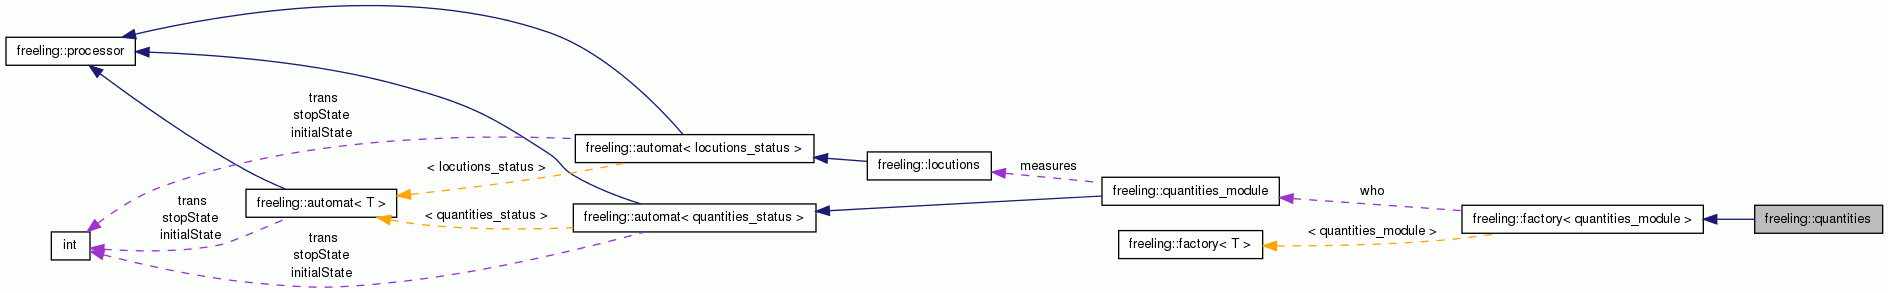 freeling::processor
trans
stopState
initialState
freeling::automat< locutions_status >
freeling::locutions
measures
< locutions_status >
freeling::quantities_module
who
freeling::automat< T >
trans
stopState
initialState
< quantities_status >
freeling::automat< quantities_status >
freeling::factory< quantities_module >
freeling::quantities
int
trans
stopState
initialState
freeling::factory< T >
< quantities_module >